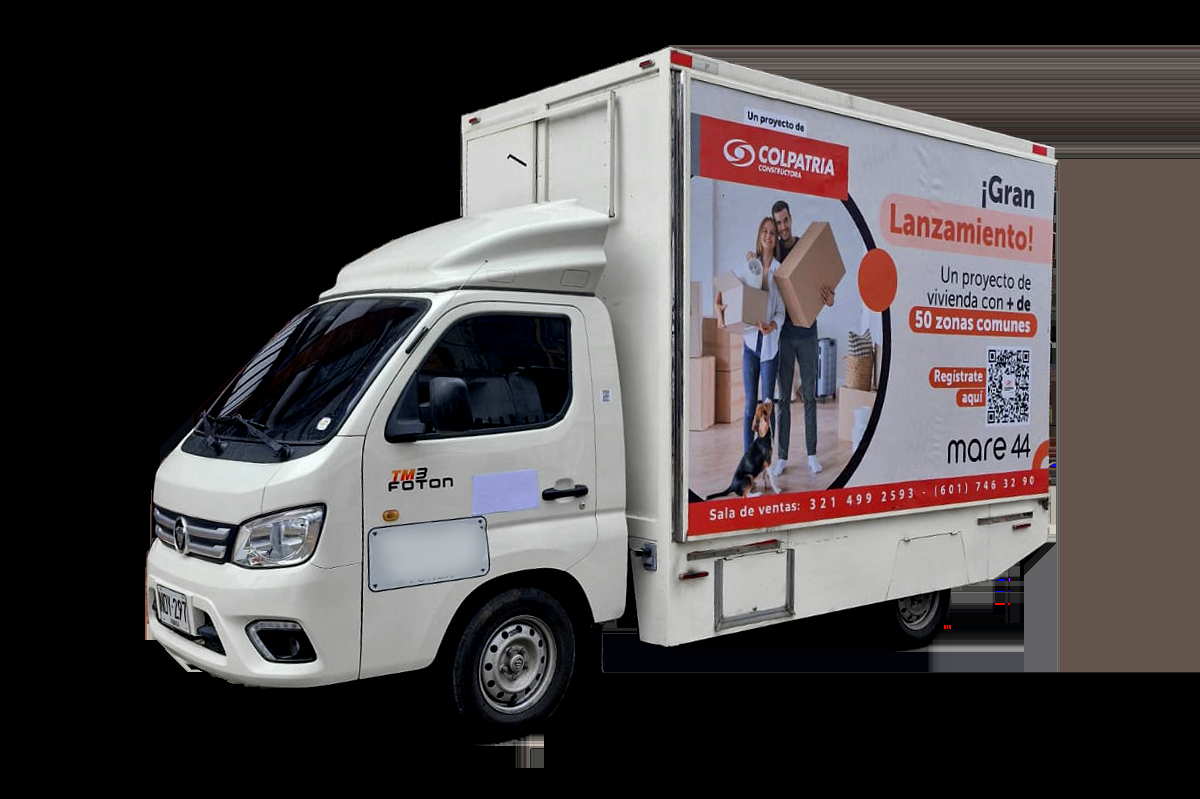 Un proyecto de
COLPATRIA
CONSTRUCTORA
¡Gran
Lanzamiento!
Un proyecto de
vivienda con + de
50 zonas comunes
Regístrate
aquí
mare 44
Sala de ventas: 321 499 2593 - (601) 746 32 90
TM3
FOTON